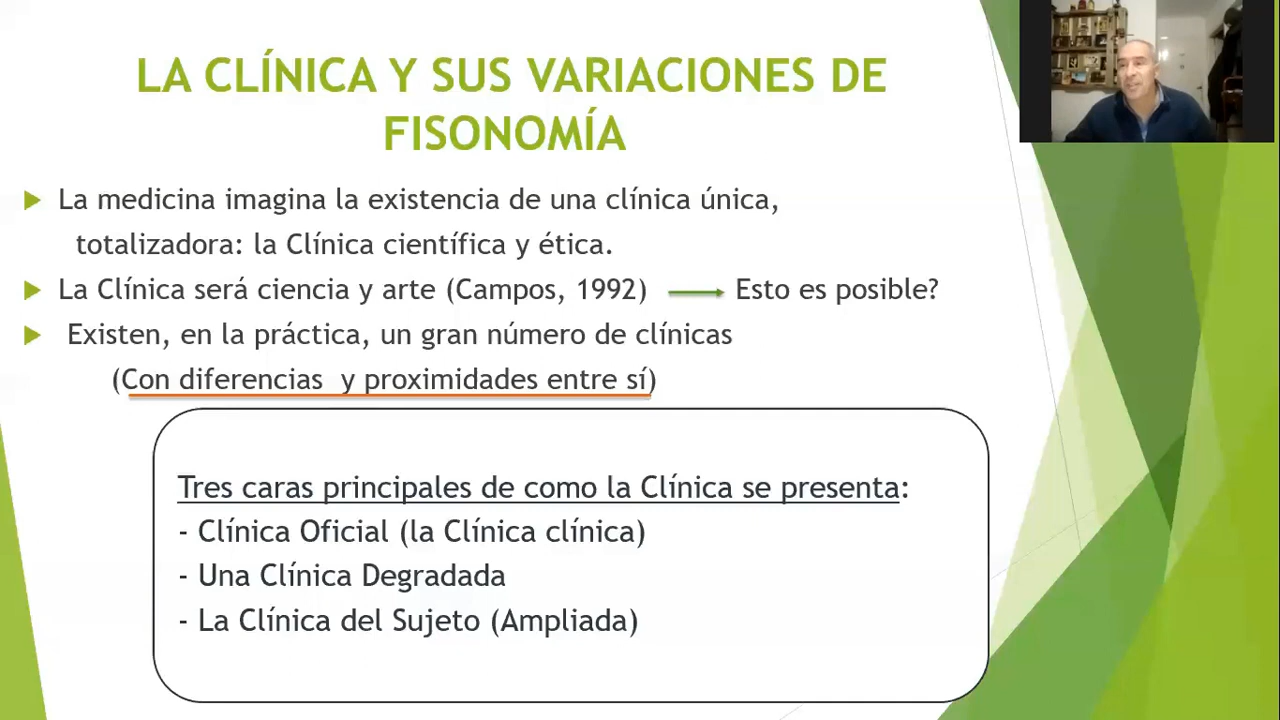 LA CLÍNICA Y SUS VARIACIONES DE
FISONOMÍA
La medicina imagina la existencia de una clínica única,
totalizadora: la Clínica científica y ética.
La Clínica será ciencia y arte (Campos, 1992) Esto es posible?
Existen, en la práctica, un gran número de clínicas
(Con diferencias y proximidades entre sí)
Tres caras principales de como la Clínica se presenta:
- Clínica Oficial (la Clínica clínica)
- Una Clínica Degradada
- La Clínica del Sujeto (Ampliada)